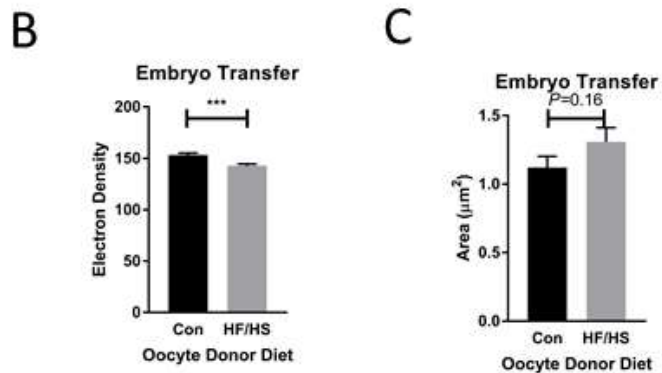 B
Embryo Transfer
***
200
150
100
50
0
Electron Density
Con HF/HS
Oocyte Donor Diet
C
Embryo Transfer
P=0.16
1.5
1.0
0.5
0.0
Area (μm²)
Con HF/HS
Oocyte Donor Diet